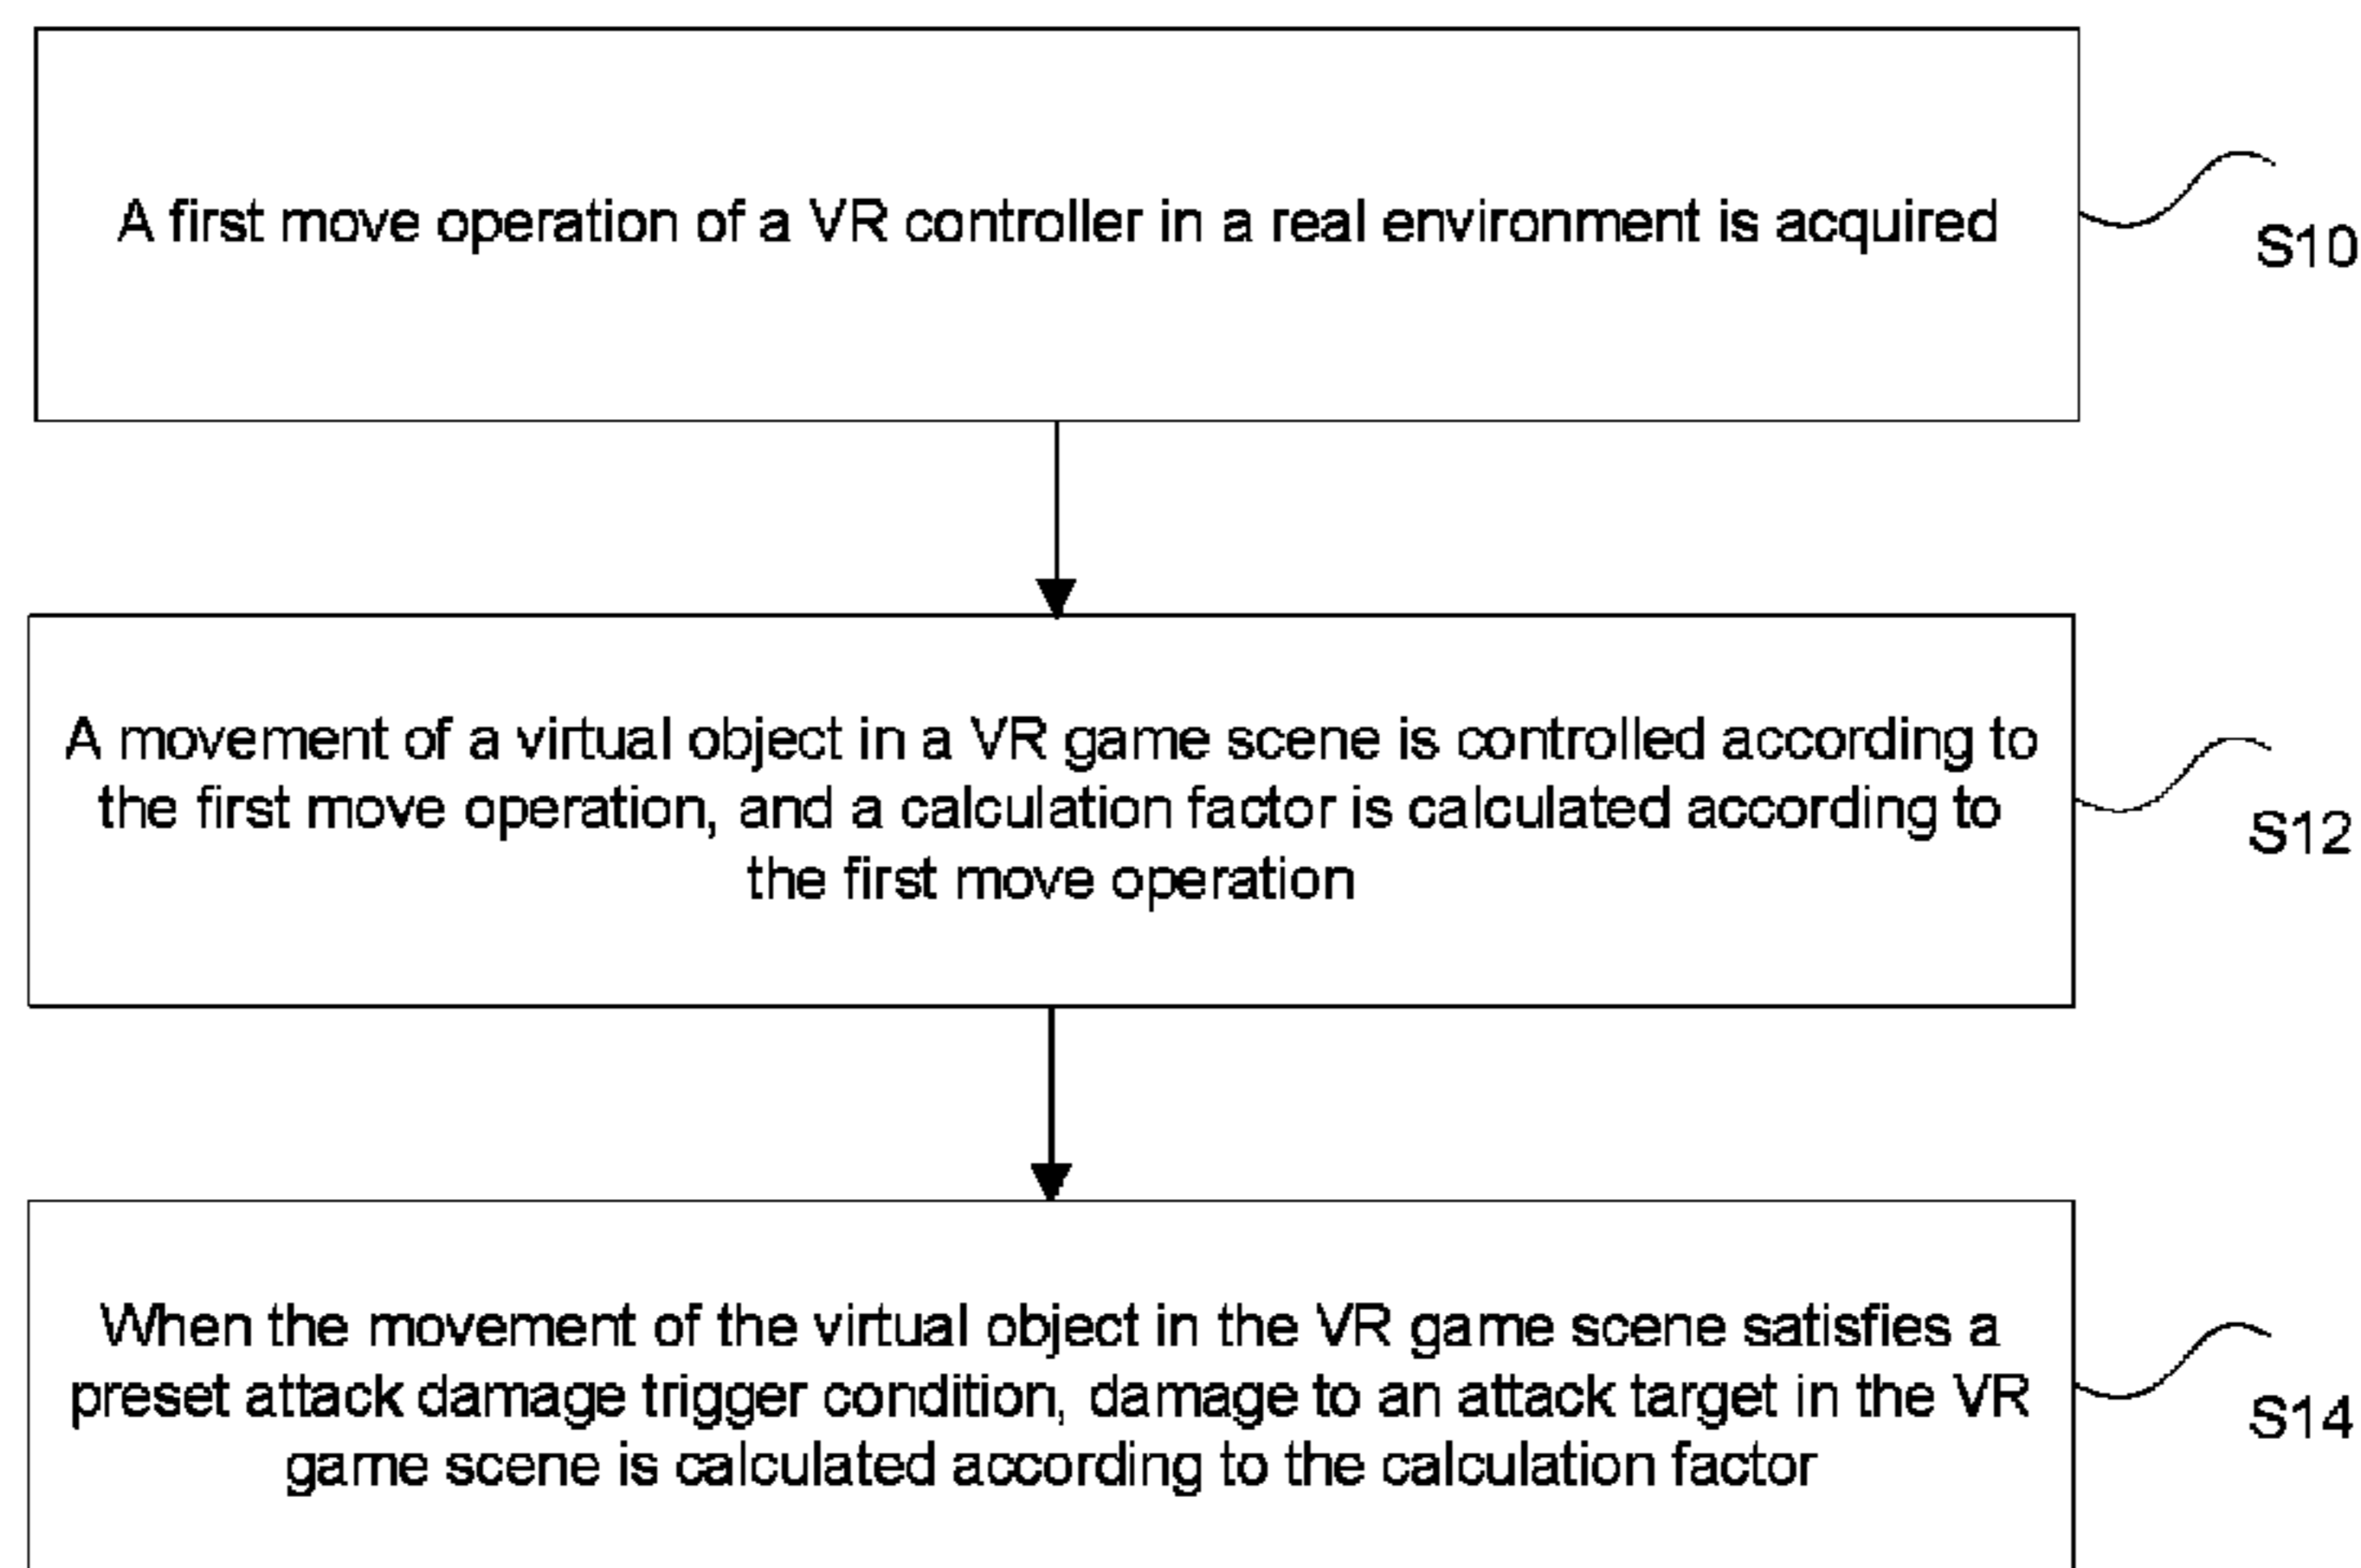 A first move operation of a VR controller in a real environment is acquired
S10
A movement of a virtual object in a VR game scene is controlled according to
the first move operation, and a calculation factor is calculated according to
the first move operation
S12
When the movement of the virtual object in the VR game scene satisfies a
preset attack damage trigger condition, damage to an attack target in the VR
game scene is calculated according to the calculation factor
S14